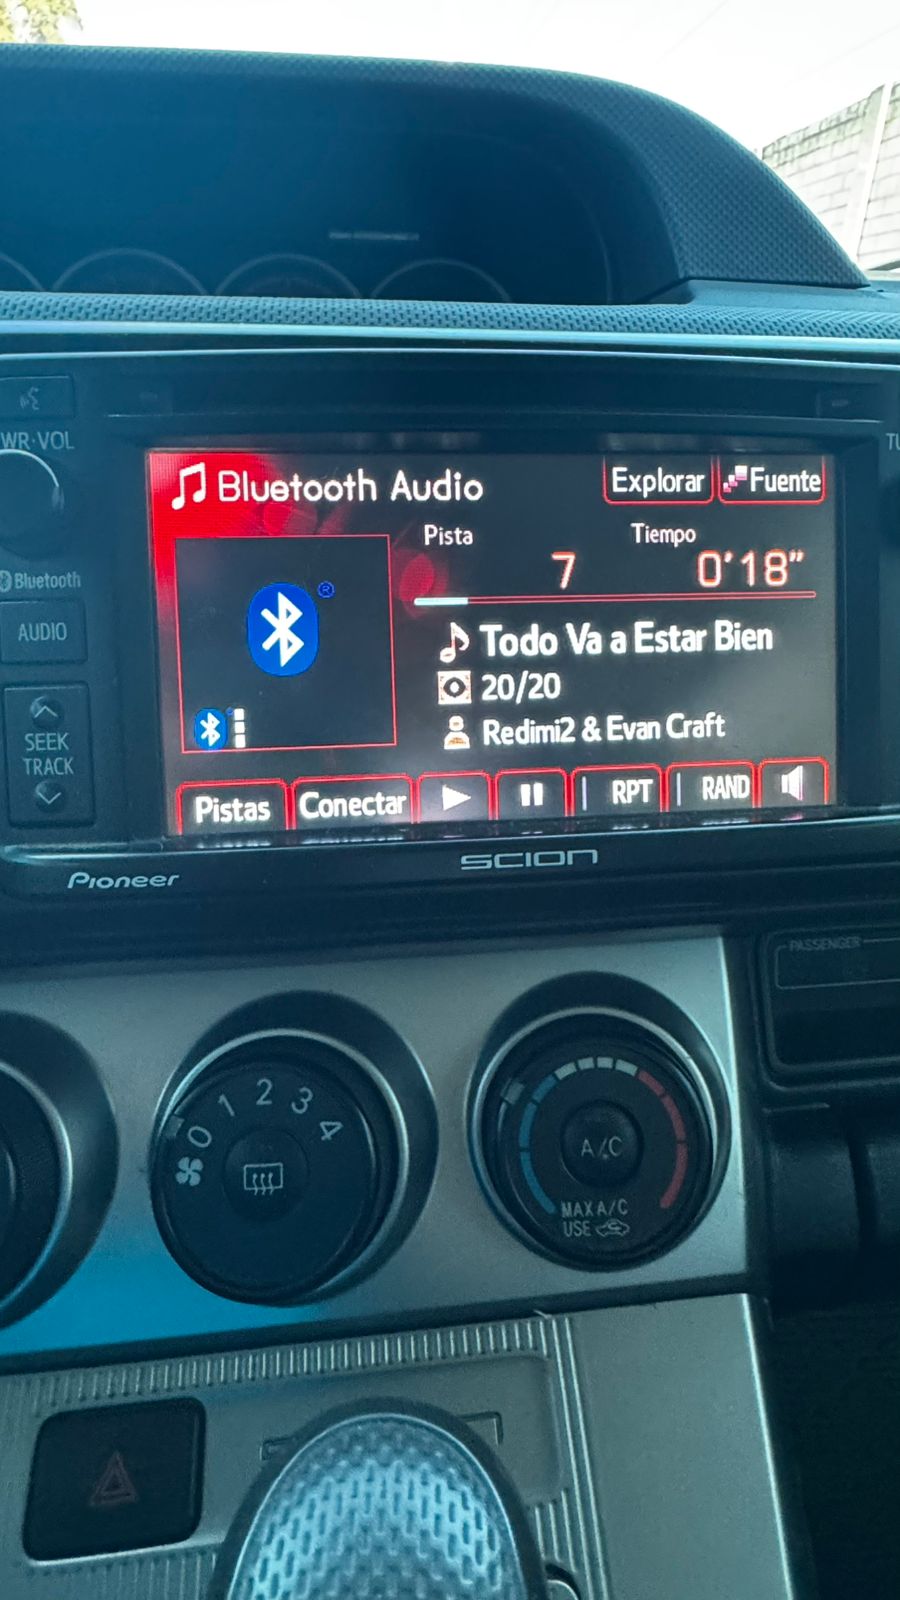 WR·VOL
Bluetooth
AUDIO
SEEK
TRACK
Bluetooth Audio
Explorar
Fuente
Pista
Tiempo
7
0'18"
®
Todo Va a Estar Bien
20/20
Redimi2 & Evan Craft
Pistas
Conectar
RPT
RAND
Pioneer
SCION
PASSENGER
0 1 2 3 4
A/C
MAX A/C
USE